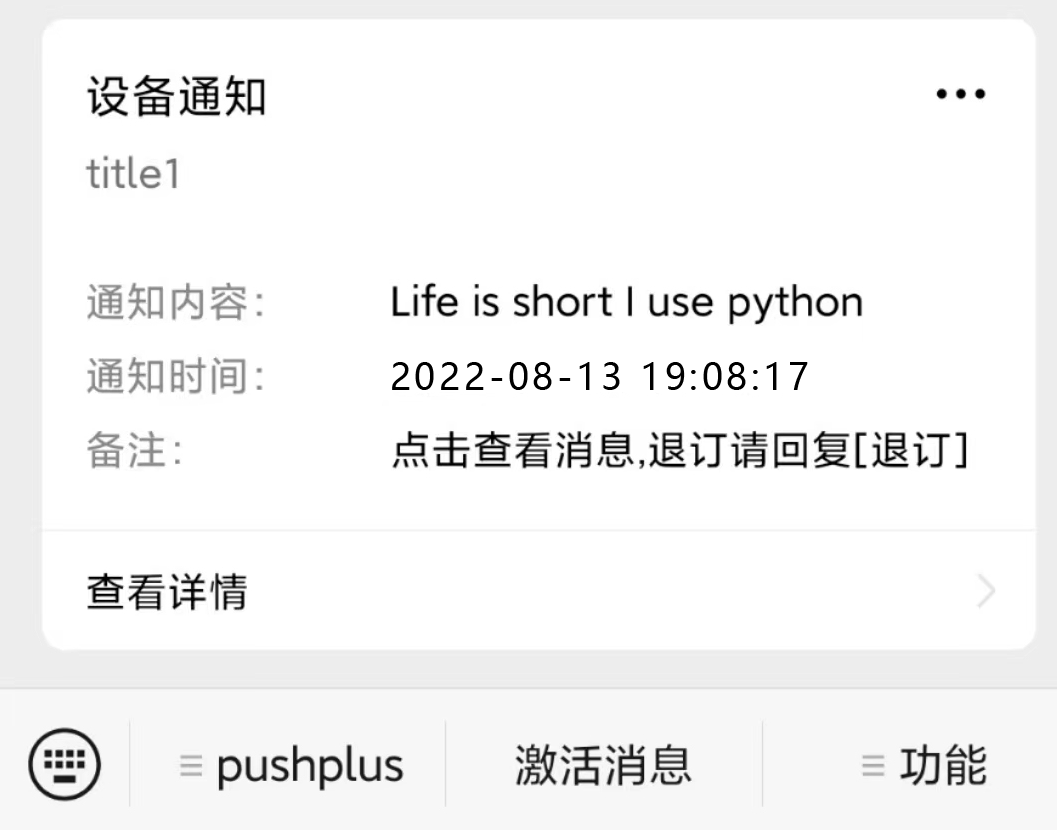 设备通知
title1
通知内容: Life is short I use python
通知时间: 2022-08-13 19:08:17
备注: 点击查看消息,退订请回复[退订]
查看详情
pushplus 激活消息 功能